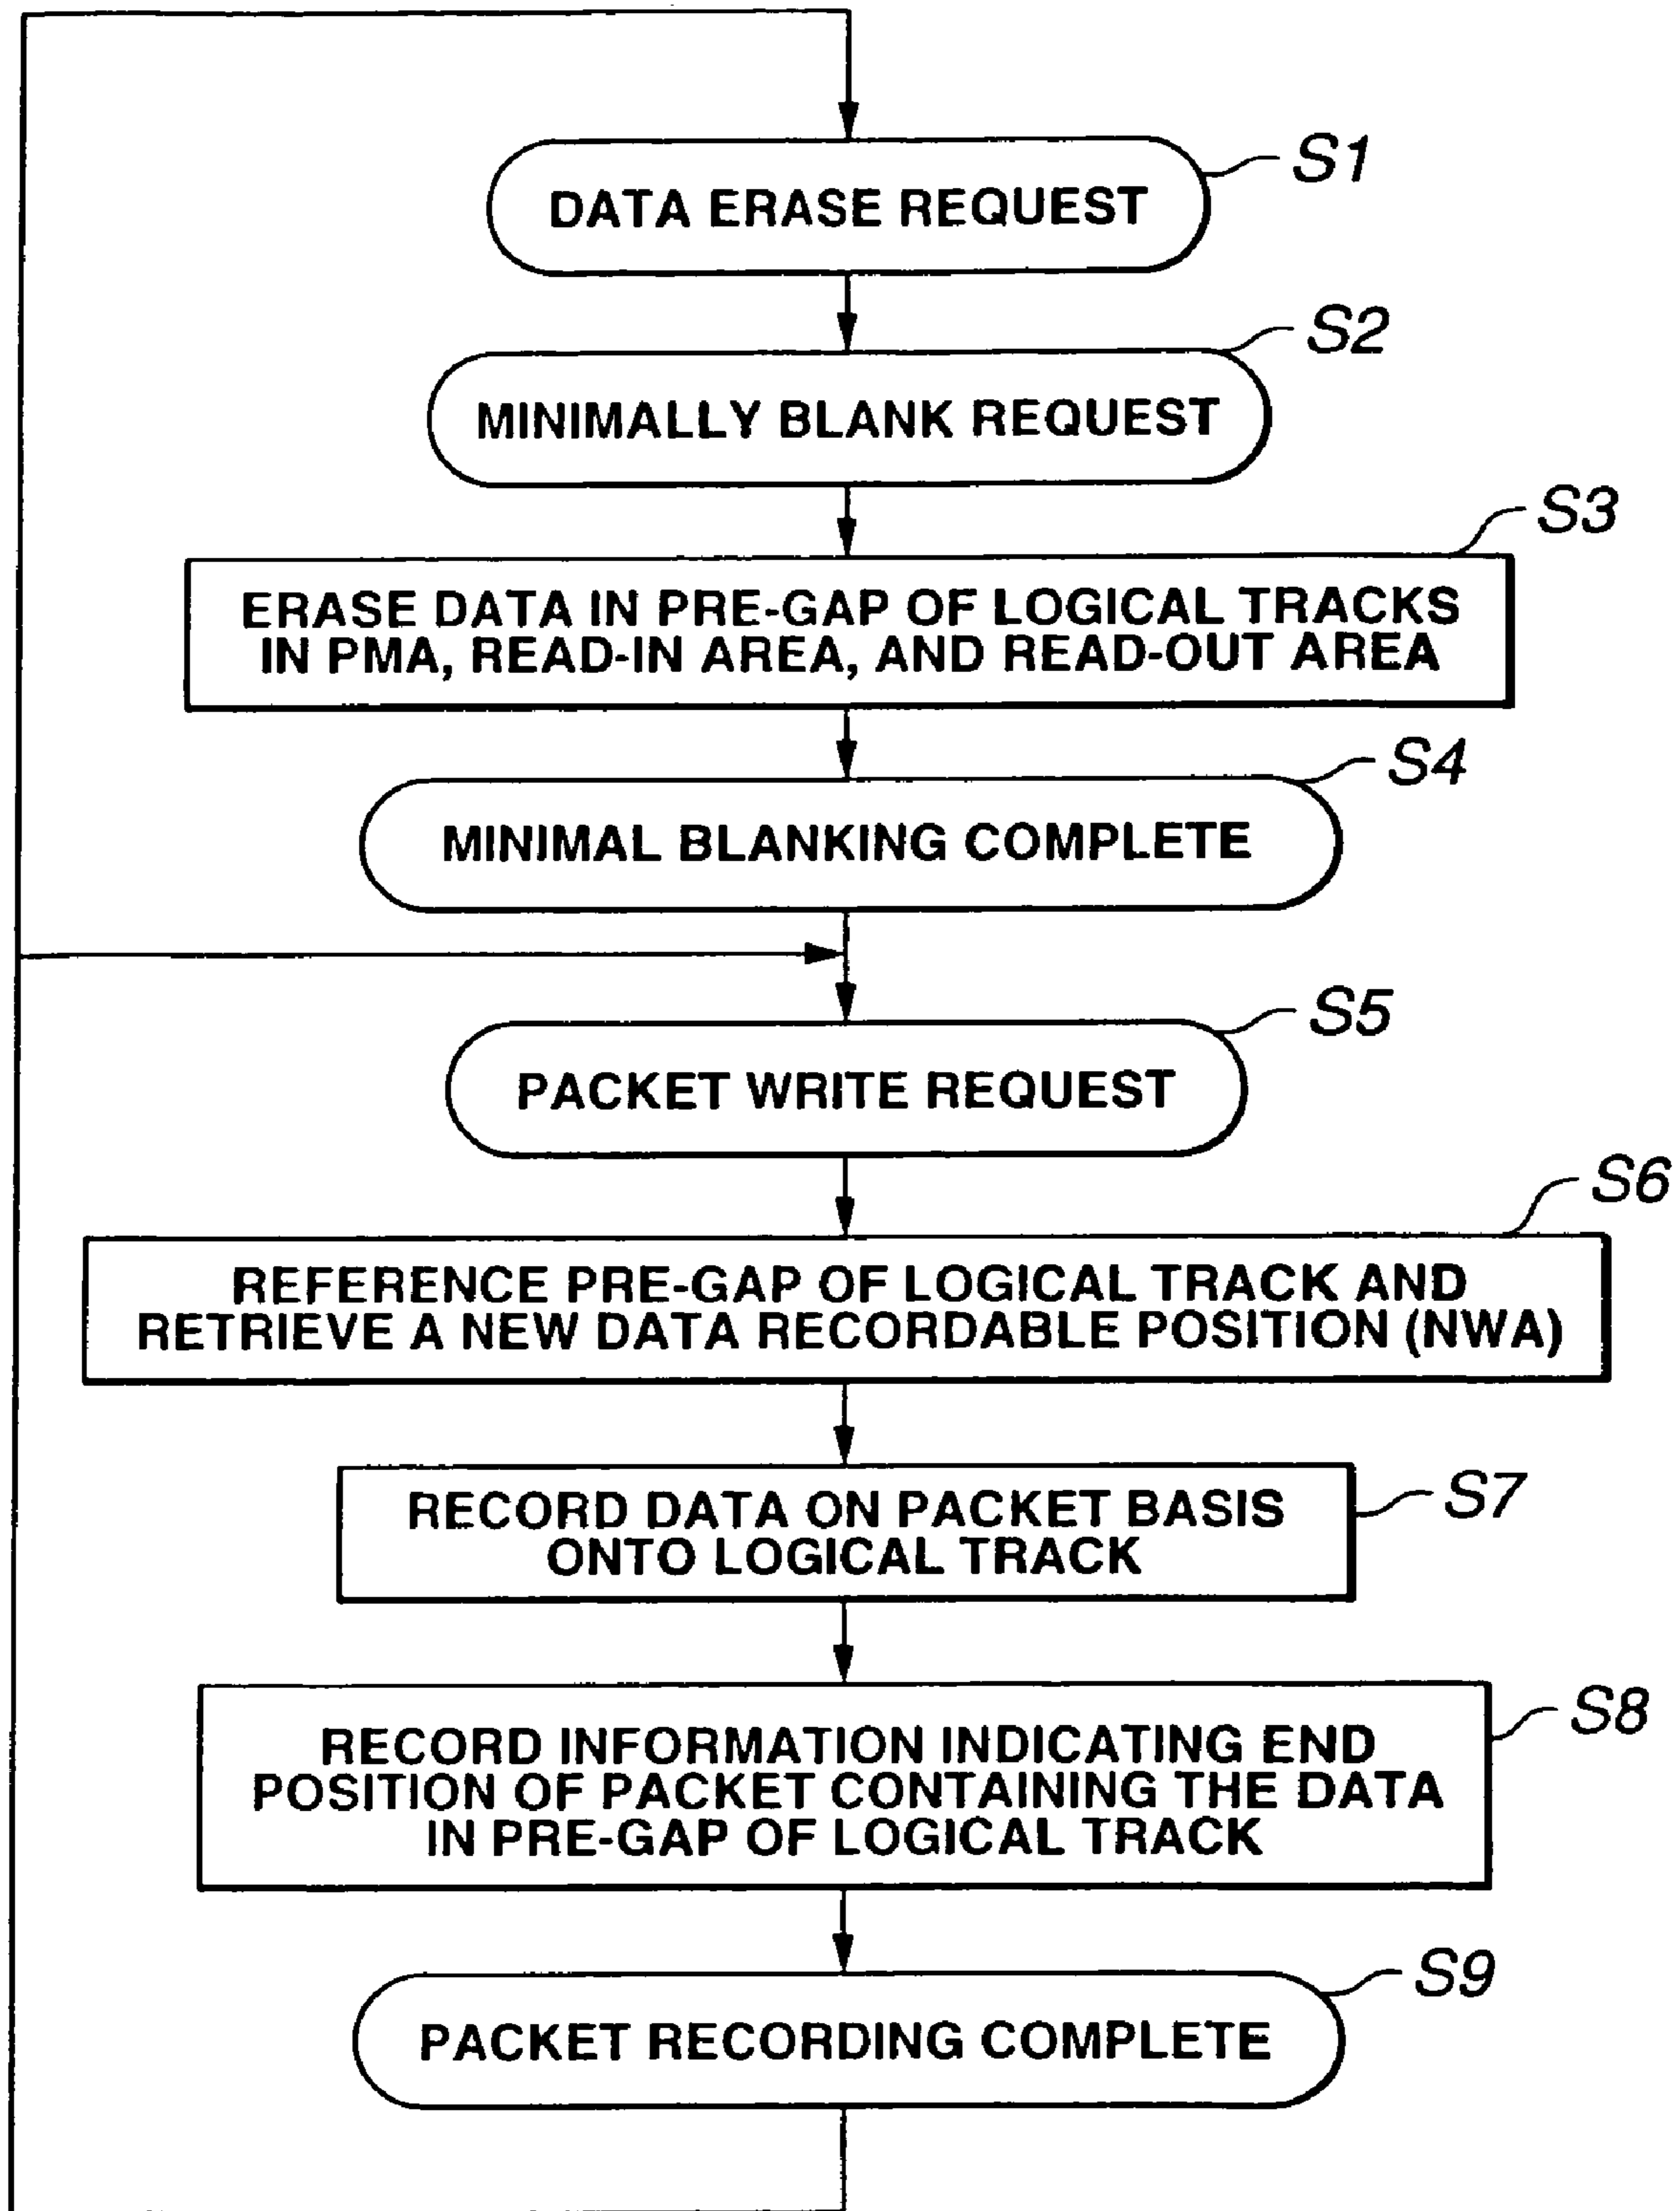 S1
DATA ERASE REQUEST
S2
MINIMALLY BLANK REQUEST
S3
ERASE DATA IN PRE-GAP OF LOGICAL TRACKS
IN PMA, READ-IN AREA, AND READ-OUT AREA
S4
MINIMAL BLANKING COMPLETE
S5
PACKET WRITE REQUEST
S6
REFERENCE PRE-GAP OF LOGICAL TRACK AND
RETRIEVE A NEW DATA RECORDABLE POSITION (NWA)
S7
RECORD DATA ON PACKET BASIS
ONTO LOGICAL TRACK
S8
RECORD INFORMATION INDICATING END
POSITION OF PACKET CONTAINING THE DATA
IN PRE-GAP OF LOGICAL TRACK
S9
PACKET RECORDING COMPLETE